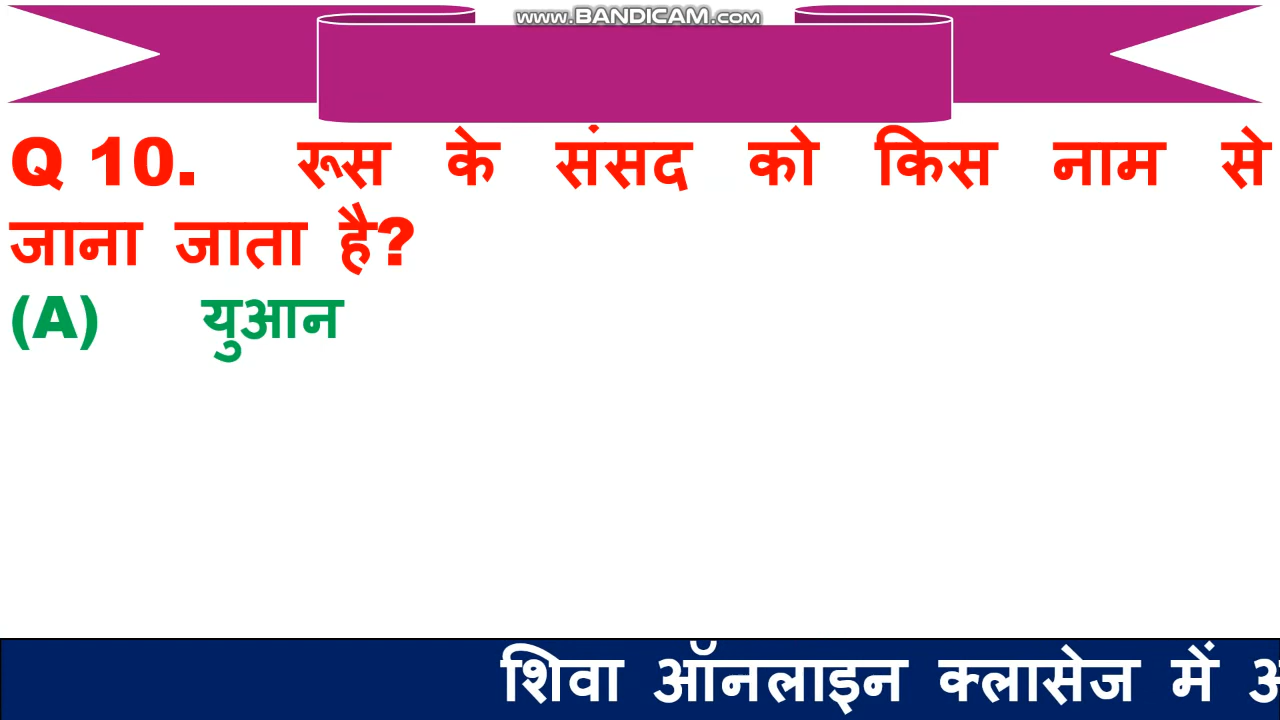 www.BANDICAM.com
Q 10. रूस के संसद को किस नाम से
जाना जाता है?
(A) युआन
शिवा ऑनलाइन क्लासेज में